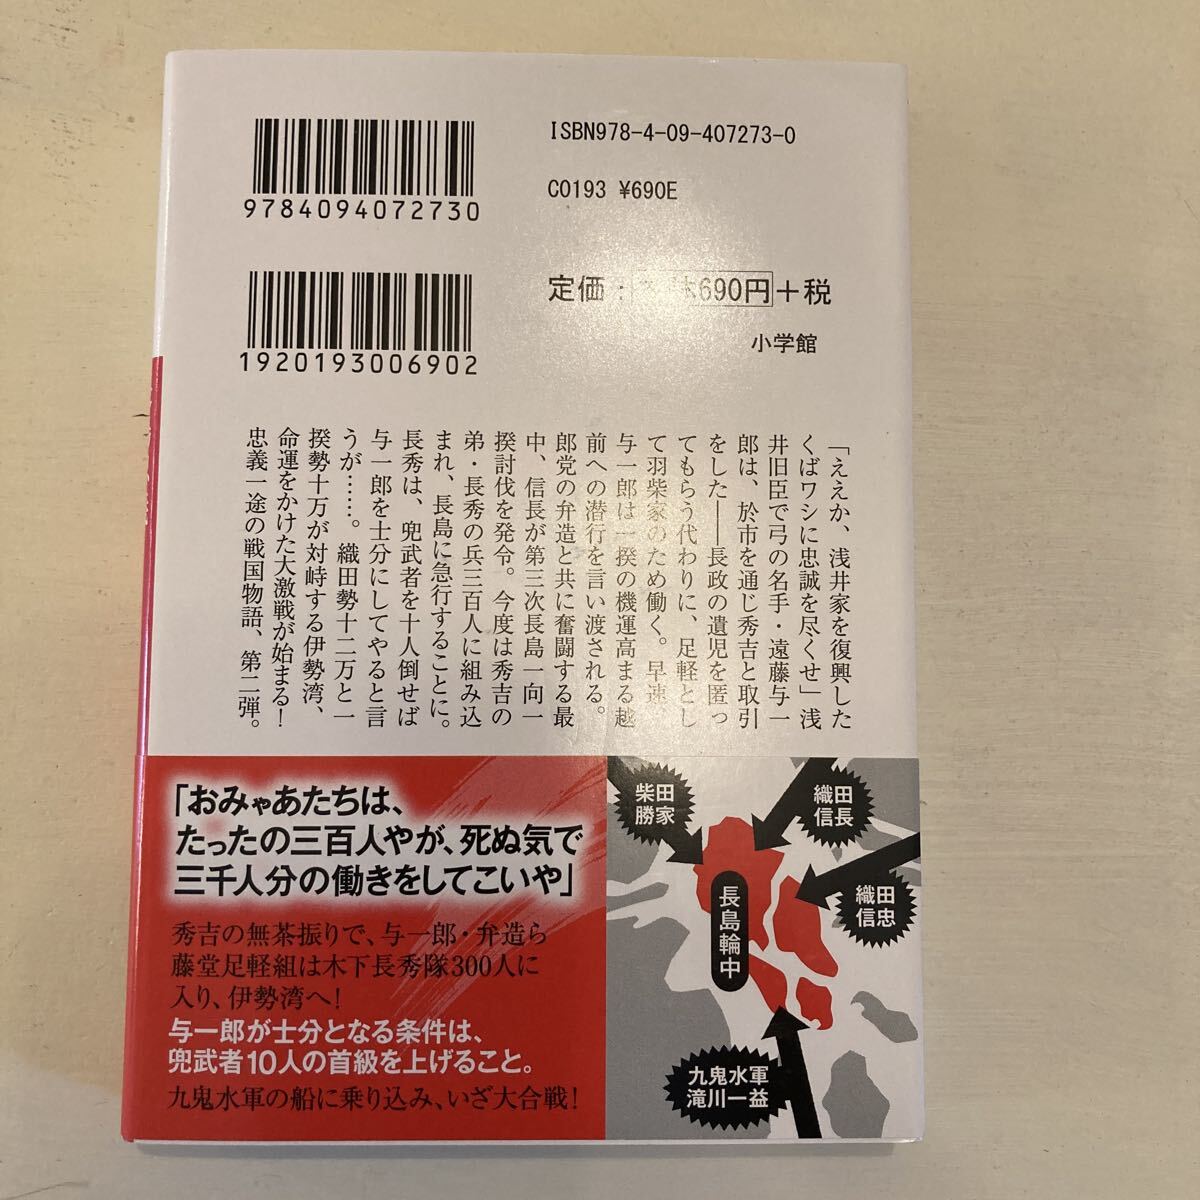 ISBN978-4-09-407273-0
9784094072730
C0193 ¥690E
定価：本体690円＋税
1920193006902
小学館
「ええか、浅井家を復興した
くばワシに忠誠を尽くせ」浅
井旧臣で弓の名手・遠藤与一
郎は、於市を通じ秀吉と取引
をした――長政の遺児を匿っ
てもらう代わりに、足軽とし
て羽柴家のため働く。早速、
与一郎は一揆の機運高まる越
前への潜行を言い渡される。
郎党の弁造と共に奮闘する最
中、信長が第三次長島一向一
揆討伐を発令。今度は秀吉の
弟・長秀の兵三百人に組み込
まれ、長島に急行することに。
長秀は、兜武者を十人倒せば
与一郎を士分にしてやると言
うが……。織田勢十二万と一
揆勢十万が対峙する伊勢湾、
命運をかけた大激戦が始まる！
忠義一途の戦国物語、第二弾。
「おみゃあたちは、
たったの三百人やが、死ぬ気で
三千人分の働きをしてこいや」
秀吉の無茶振りで、与一郎・弁造ら
藤堂足軽組は木下長秀隊300人に
入り、伊勢湾へ！
与一郎が士分となる条件は、
兜武者10人の首級を上げること。
九鬼水軍の船に乗り込み、いざ大合戦！
柴田
勝家
織田
信長
織田
信忠
長島輪中
九鬼水軍
滝川一益